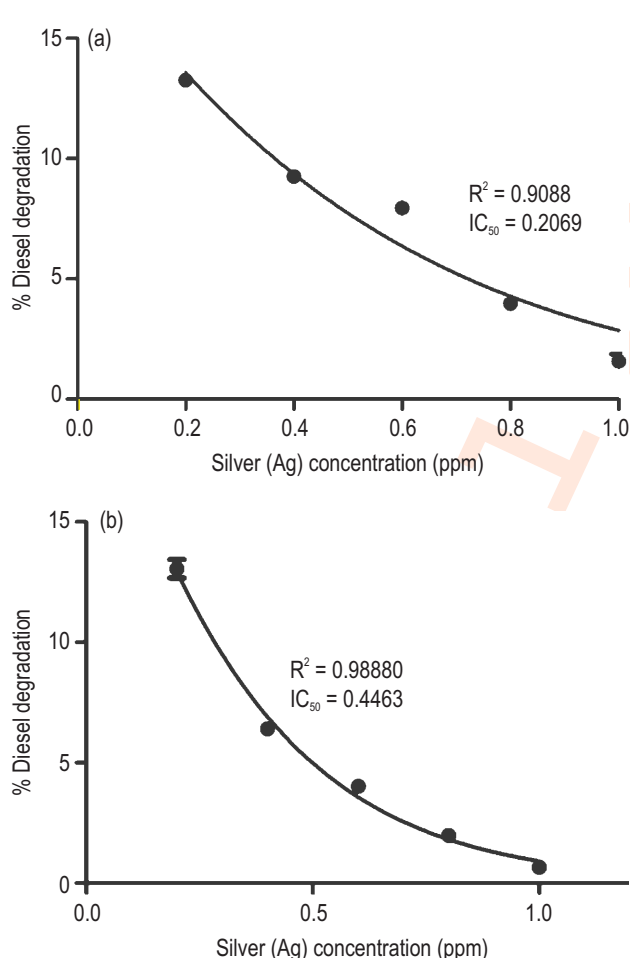 (a)
15
10
5
0
% Diesel degradation
R² = 0.9088
IC₅₀ = 0.2069
0.0 0.2 0.4 0.6 0.8 1.0
Silver (Ag) concentration (ppm)
(b)
15
10
5
0
% Diesel degradation
R² = 0.98880
IC₅₀ = 0.4463
0.0 0.5 1.0
Silver (Ag) concentration (ppm)